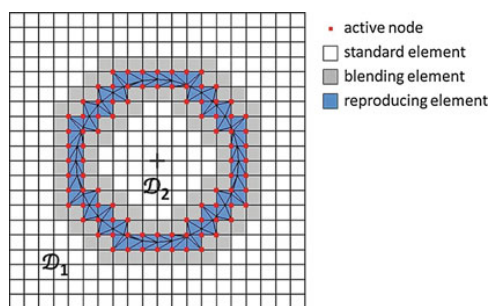 active node
standard element
blending element
reproducing element
𝒟2
𝒟1